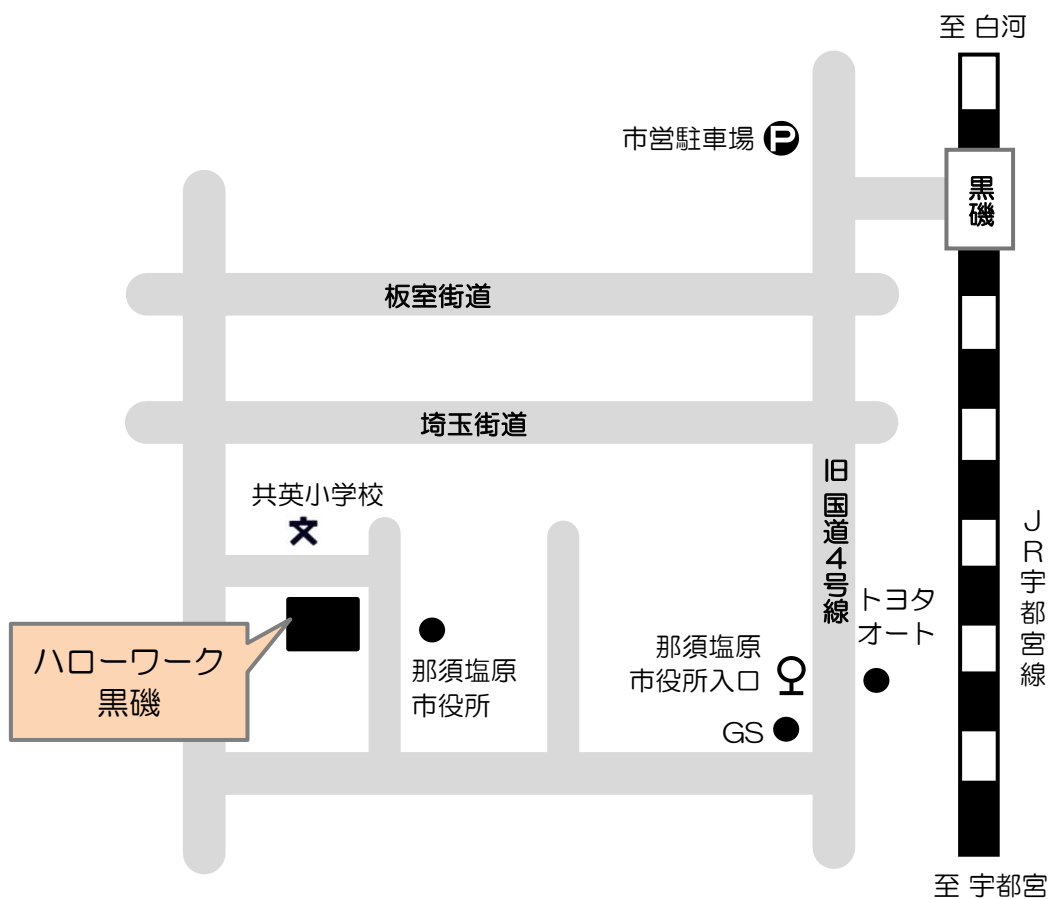 至 白河
市営駐車場 P
黒磯
板室街道
埼玉街道
旧国道4号線
共英小学校
文
JR宇都宮線
トヨタ
オート
ハローワーク
黒磯
那須塩原
市役所
那須塩原
市役所入口
GS
至 宇都宮